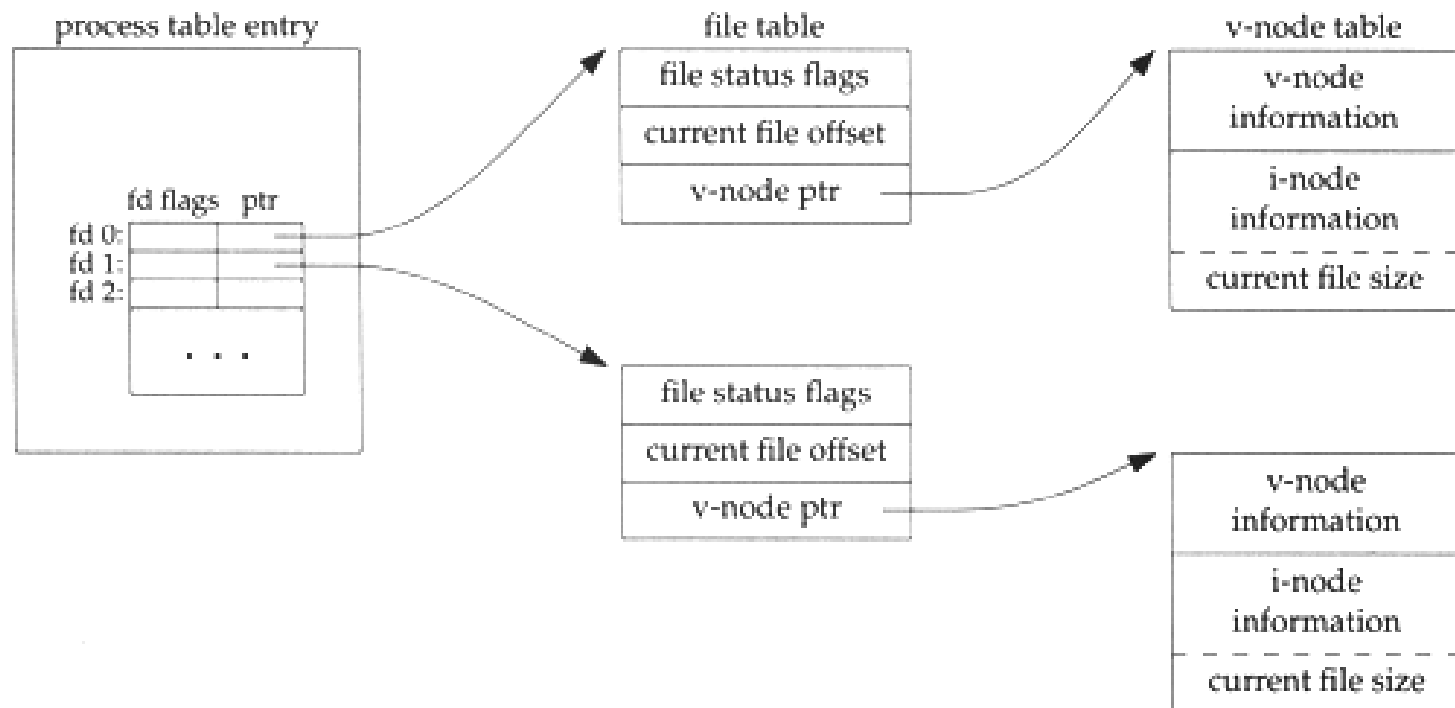 process table entry
fd flags ptr
fd 0:
fd 1:
fd 2:
. . .
file table
file status flags
current file offset
v-node ptr
file status flags
current file offset
v-node ptr
v-node table
v-node
information
i-node
information
current file size
v-node
information
i-node
information
current file size